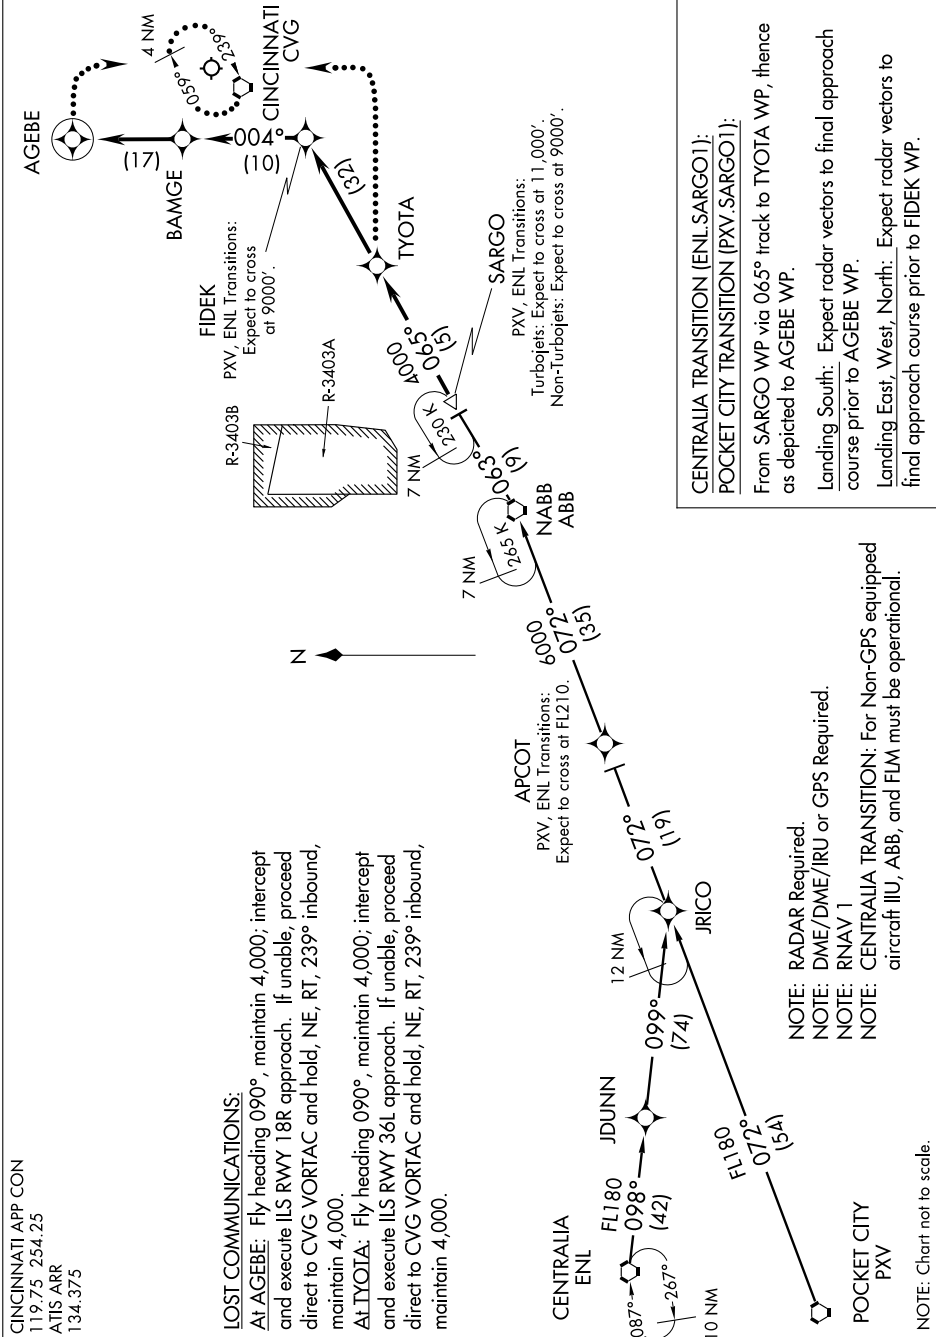 CINCINNATI APP CON
119.75 254.25
ATIS ARR
134.375
LOST COMMUNICATIONS:
At AGEBE: Fly heading 090°, maintain 4,000; intercept
and execute ILS RWY 18R approach. If unable, proceed
direct to CVG VORTAC and hold, NE, RT, 239° inbound,
maintain 4,000.
At TYOTA: Fly heading 090°, maintain 4,000; intercept
and execute ILS RWY 36L approach. If unable, proceed
direct to CVG VORTAC and hold, NE, RT, 239° inbound,
maintain 4,000.
CENTRALIA
ENL
087°
267°
10 NM
FL180
098°
(42)
JDUNN
099°
(74)
12 NM
JRICO
FL180
072°
(54)
POCKET CITY
PXV
NOTE: Chart not to scale.
072°
(19)
APCOT
PXV, ENL Transitions:
Expect to cross at FL210.
6000
072°
(35)
N
7 NM
265 K
NABB
ABB
063°
(9)
7 NM
230 K
R-3403B
R-3403A
SARGO
PXV, ENL Transitions:
Turbojets: Expect to cross at 11,000'.
Non-Turbojets: Expect to cross at 9000'.
4000
065°
(5)
TYOTA
(32)
FIDEK
PXV, ENL Transitions:
Expect to cross
at 9000'.
004°
(10)
BAMGE
(17)
AGEBE
4 NM
059°
239°
CINCINNATI
CVG
NOTE: RADAR Required.
NOTE: DME/DME/IRU or GPS Required.
NOTE: RNAV 1
NOTE: CENTRALIA TRANSITION: For Non-GPS equipped
aircraft IIU, ABB, and FLM must be operational.
CENTRALIA TRANSITION (ENL.SARGO1):
POCKET CITY TRANSITION (PXV.SARGO1):
From SARGO WP via 065° track to TYOTA WP, thence
as depicted to AGEBE WP.
Landing South: Expect radar vectors to final approach
course prior to AGEBE WP.
Landing East, West, North: Expect radar vectors to
final approach course prior to FIDEK WP.